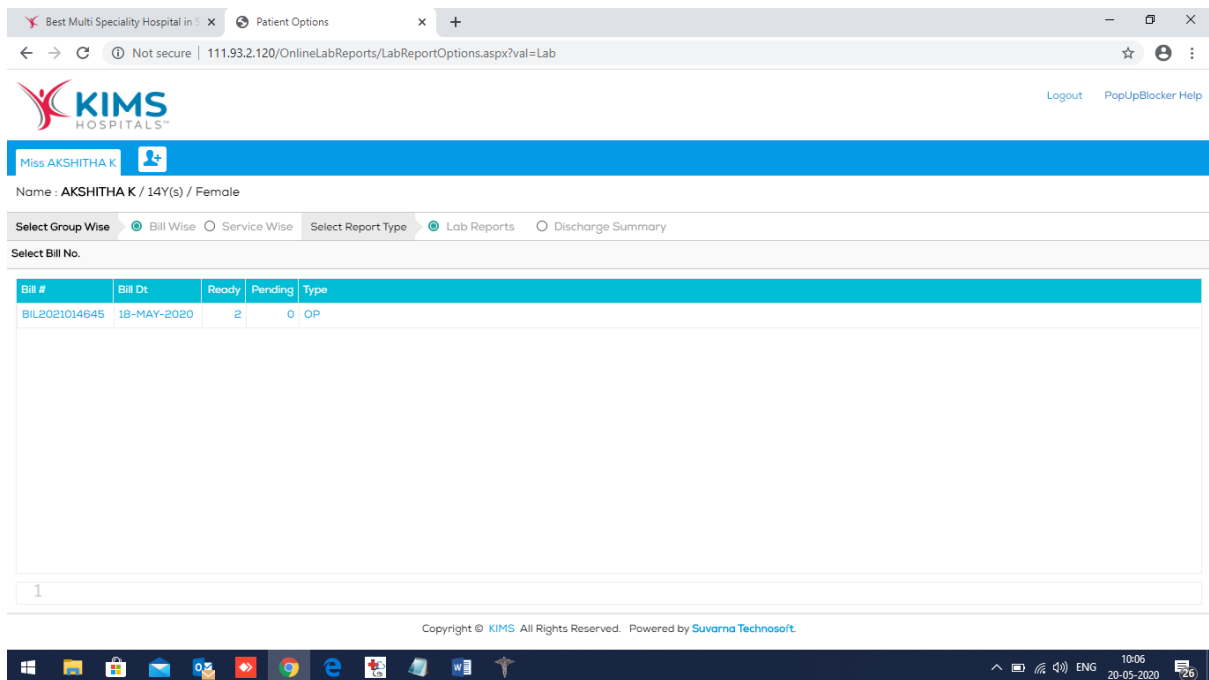 Best Multi Speciality Hospital in S
Patient Options
Not secure | 111.93.2.120/OnlineLabReports/LabReportOptions.aspx?val=Lab
KIMS
HOSPITALS™
Logout PopUpBlocker Help
Miss AKSHITHA K
Name : AKSHITHA K / 14Y(s) / Female
Select Group Wise Bill Wise Service Wise Select Report Type Lab Reports Discharge Summary
Select Bill No.
Bill # Bill Dt Ready Pending Type
BIL2021014645 18-MAY-2020 2 0 OP
1
Copyright © KIMS All Rights Reserved. Powered by Suvarna Technosoft.
ENG
10:06
20-05-2020
26